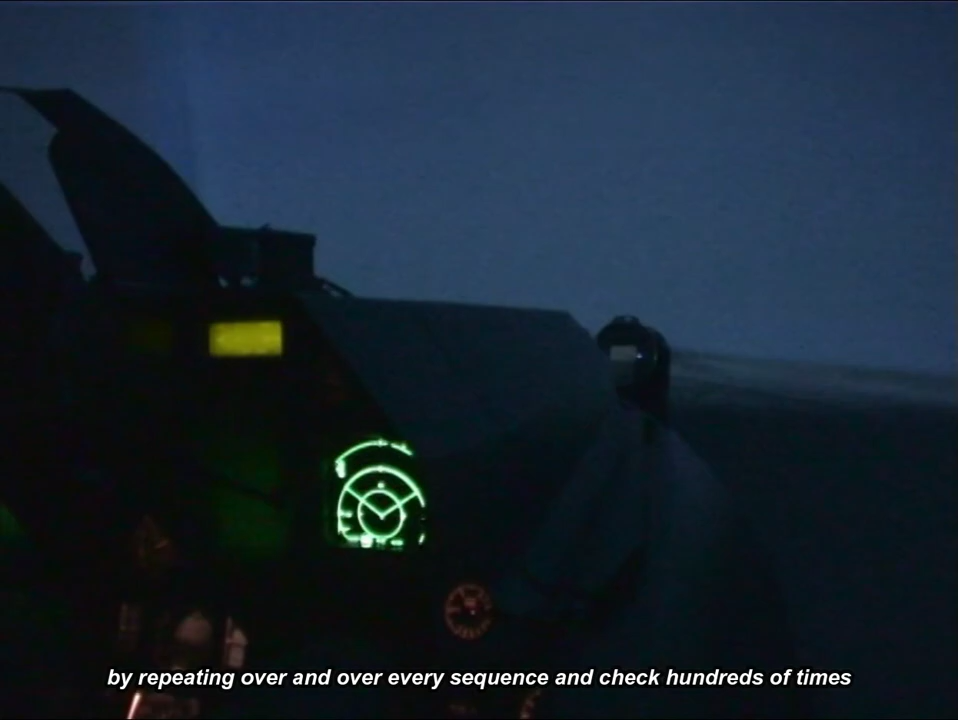 by repeating over and over every sequence and check hundreds of times